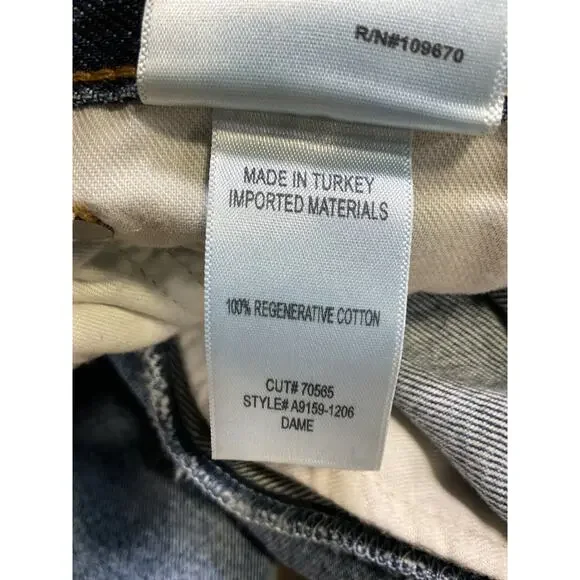 R/N#109670
MADE IN TURKEY
IMPORTED MATERIALS
100% REGENERATIVE COTTON
CUT# 70565
STYLE# A9159-1206
DAME